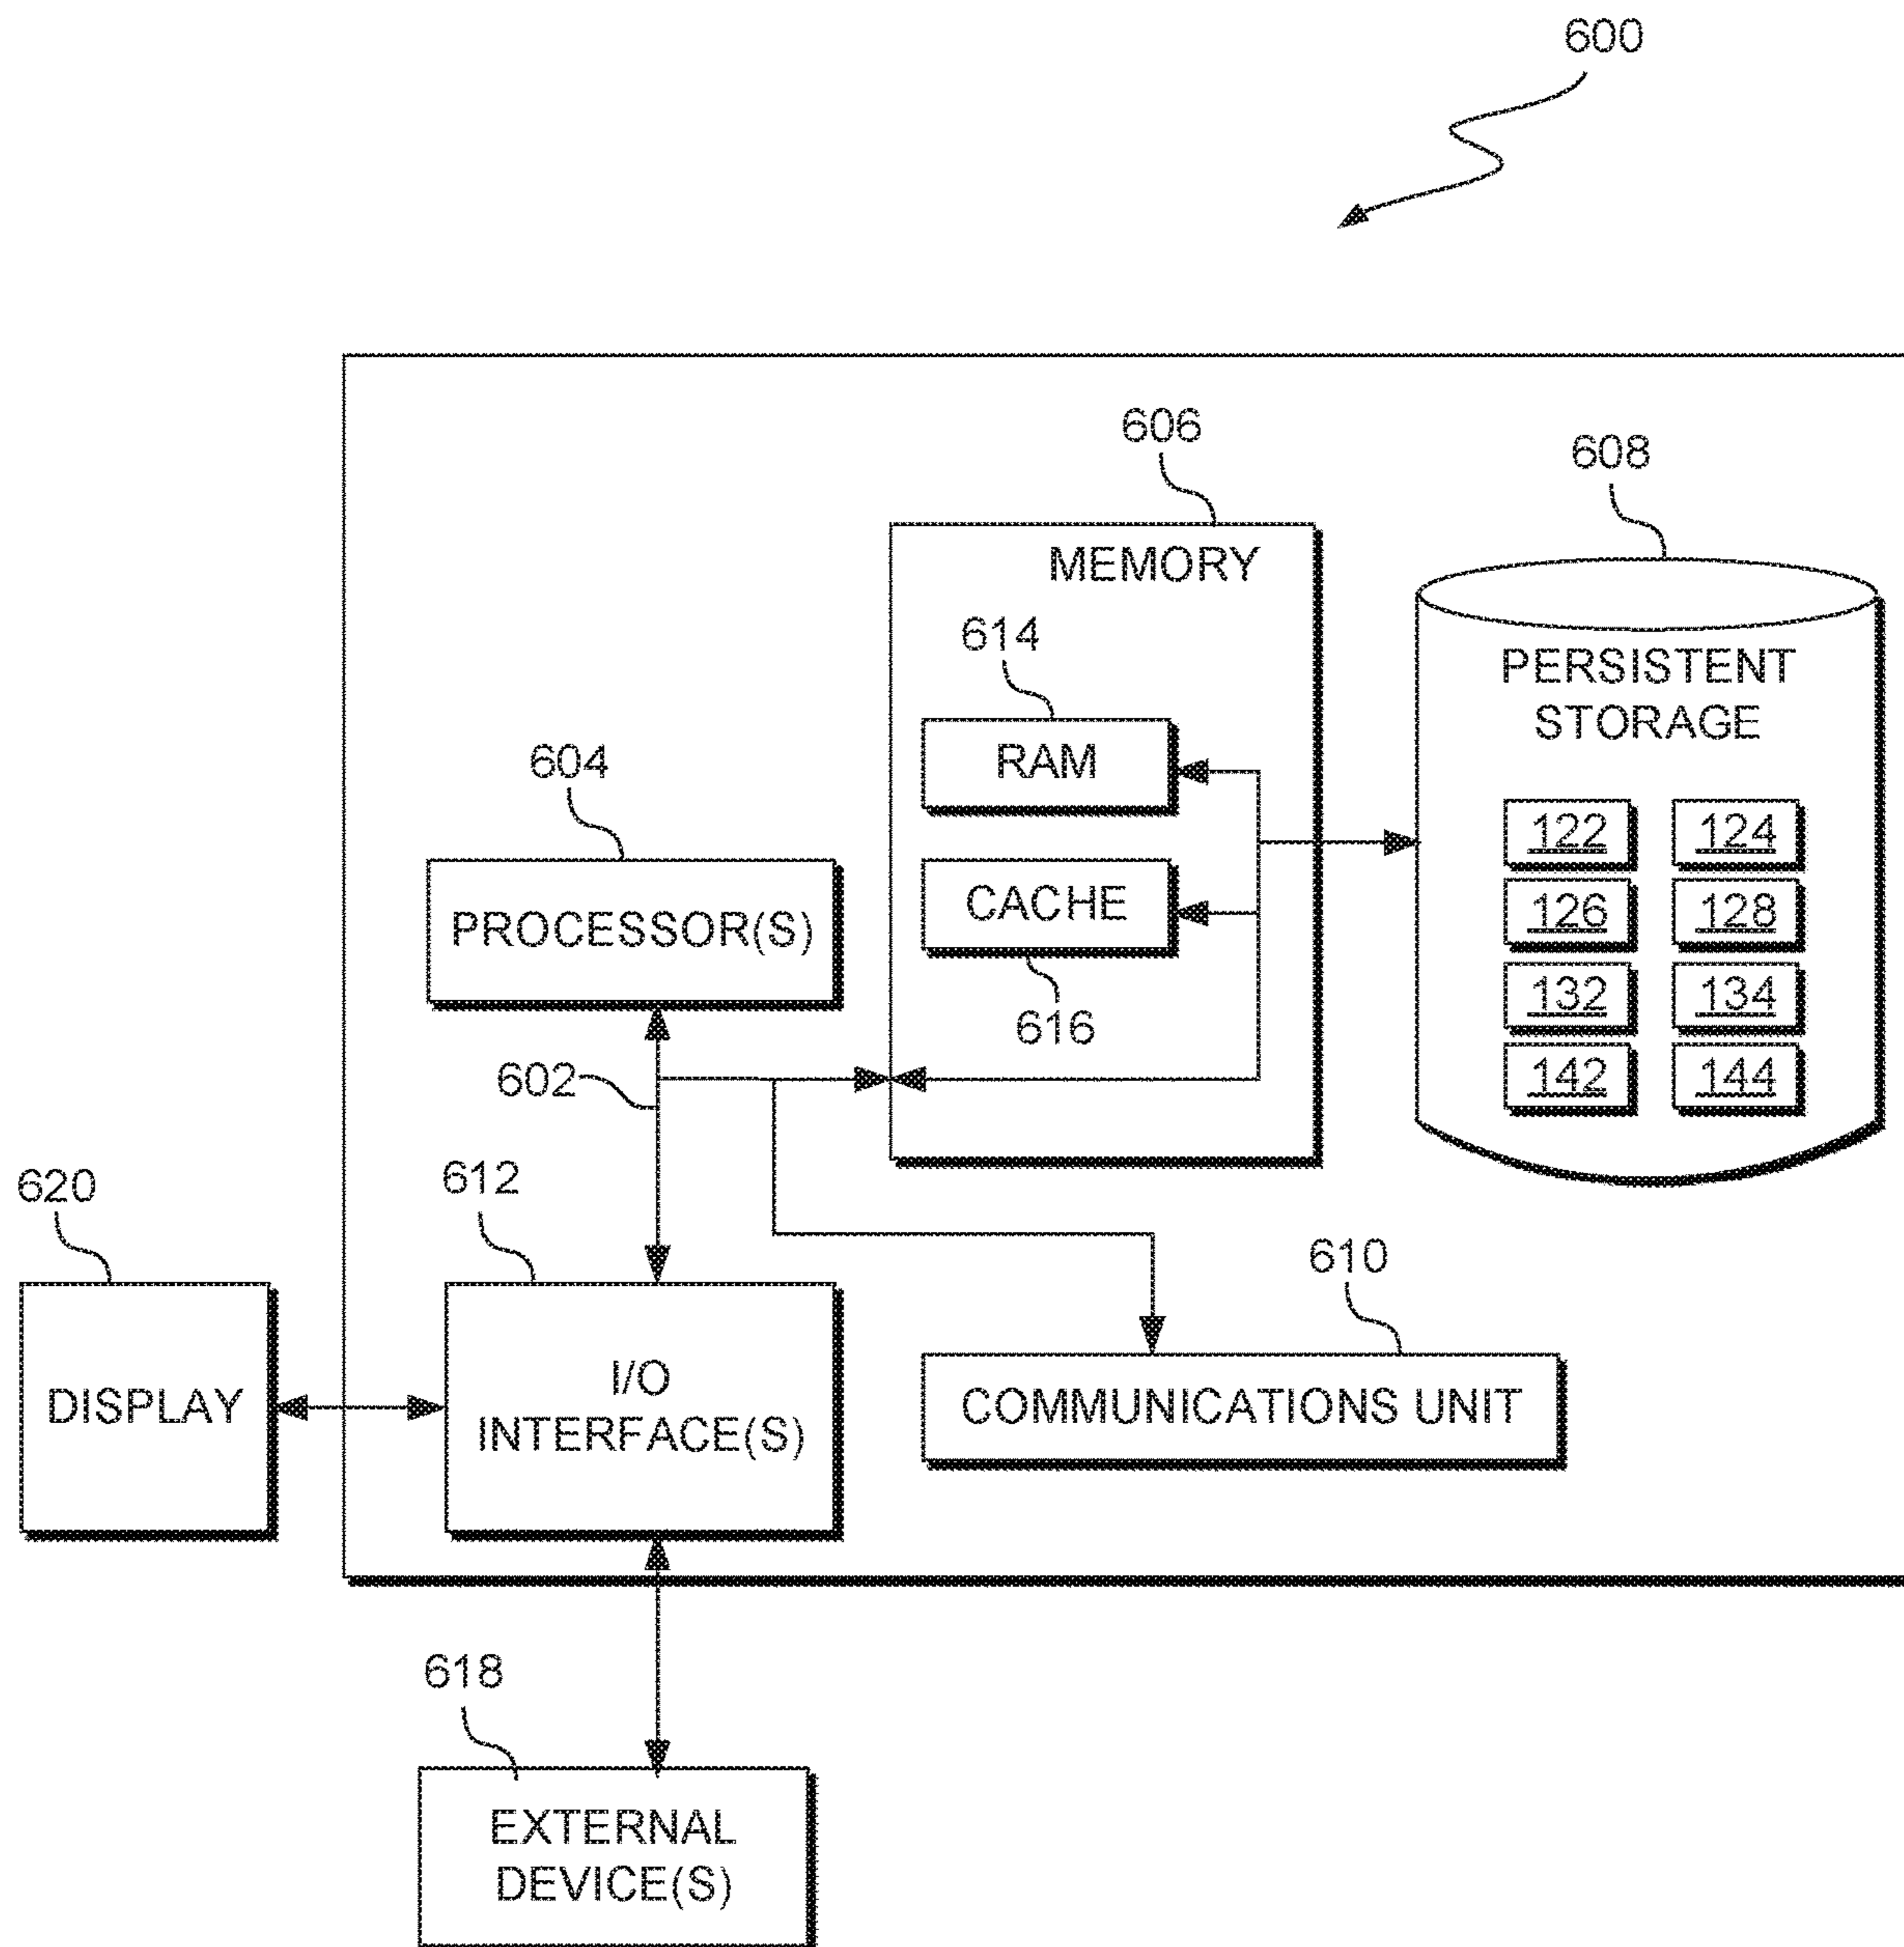 600
606
608
MEMORY
614
PERSISTENT
STORAGE
RAM
604
122 124
CACHE
126 128
PROCESSOR(S)
132 134
616
602
142 144
620
612
610
DISPLAY
I/O
INTERFACE(S)
COMMUNICATIONS UNIT
618
EXTERNAL
DEVICE(S)